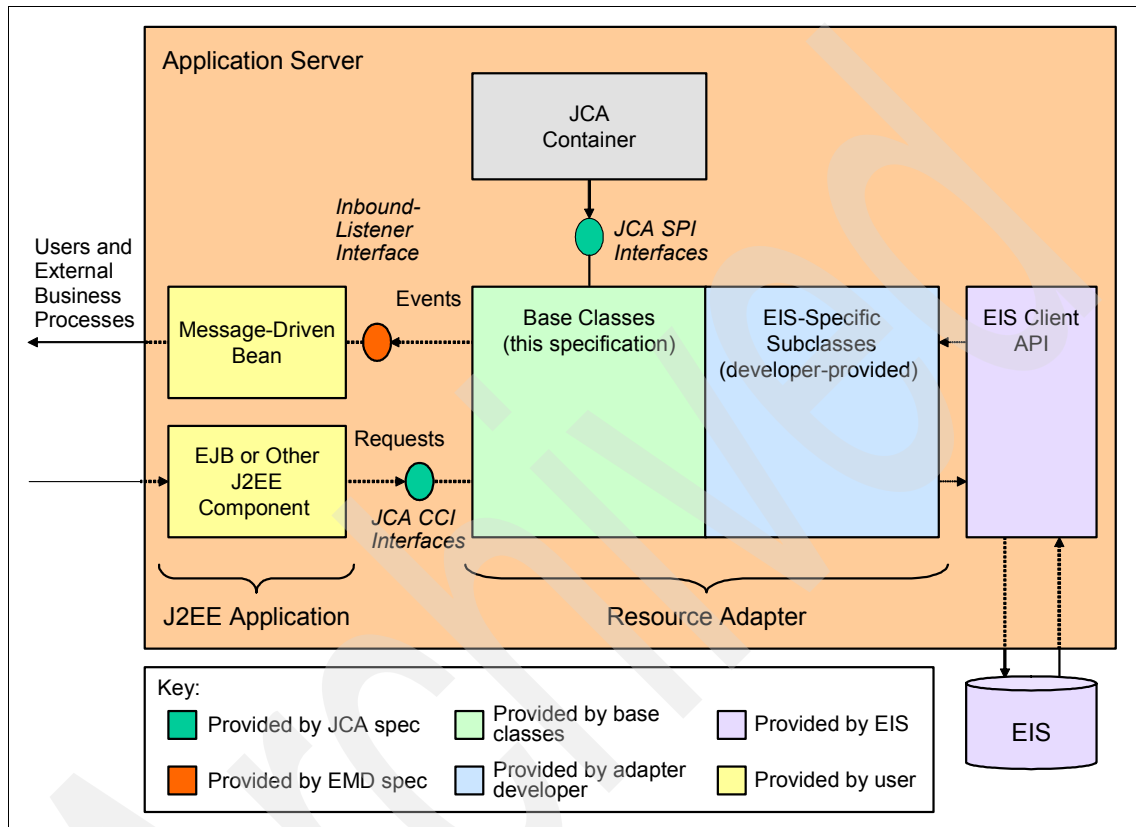 Application Server
JCA
Container
Inbound-
Listener
Interface
JCA SPI
Interfaces
Users and
External
Business
Processes
Events
Message-Driven
Bean
Base Classes
(this specification)
EIS-Specific
Subclasses
(developer-provided)
EIS Client
API
Requests
EJB or Other
J2EE
Component
JCA CCI
Interfaces
J2EE Application
Resource Adapter
Key:
Provided by JCA spec
Provided by base
classes
Provided by EIS
Provided by EMD spec
Provided by adapter
developer
Provided by user
EIS
Archived